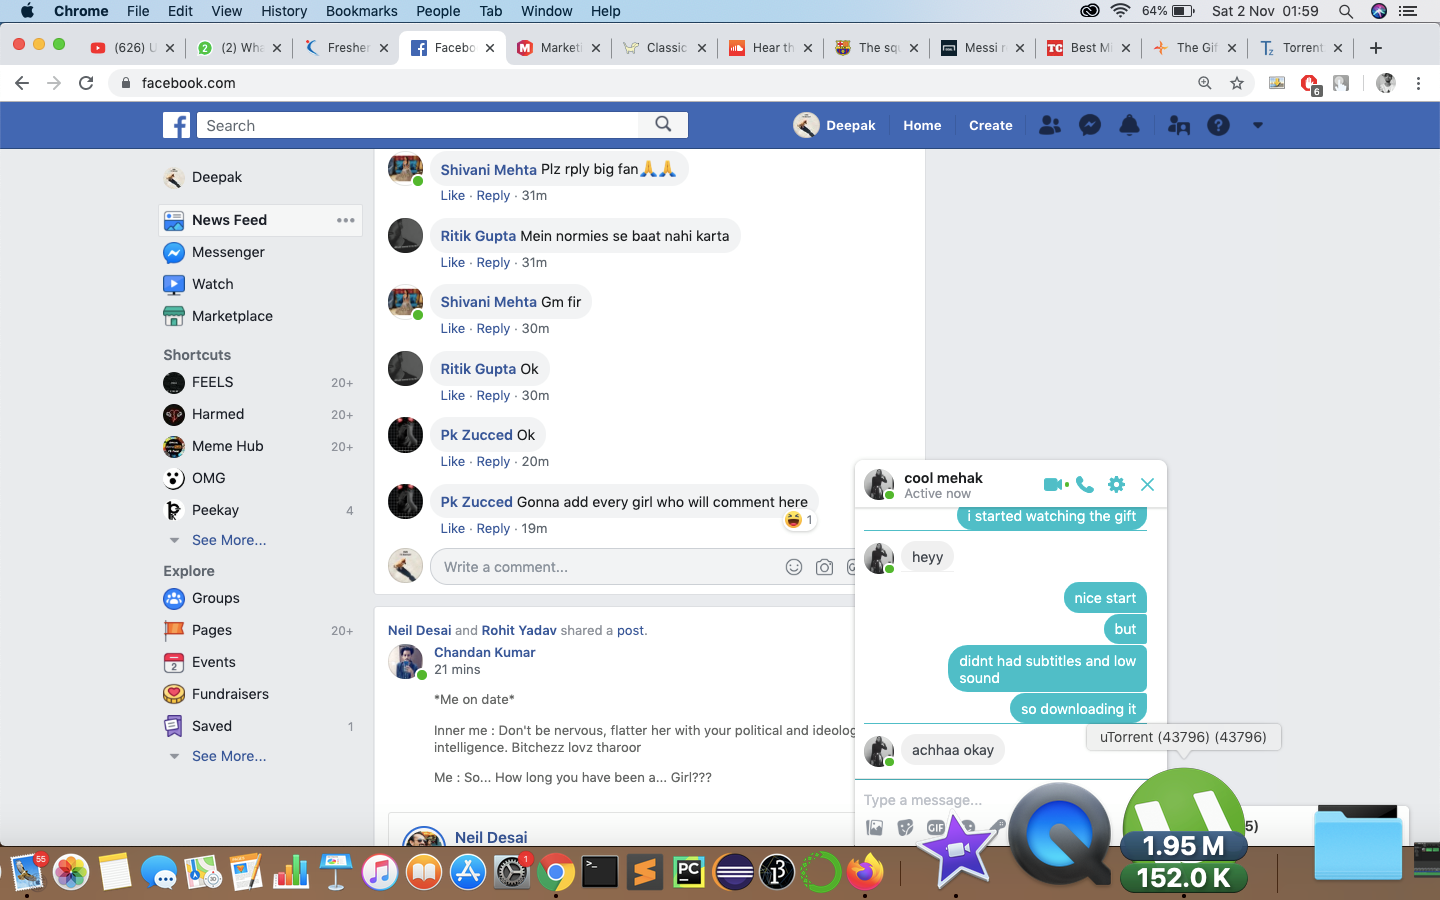 Chrome File Edit View History Bookmarks People Tab Window Help 64% Sat 2 Nov 01:59
(626) U (2) Wha Fresher Facebo Marketi Classic Hear th The squ Messi r Best Mi The Gif Torrent
facebook.com
6
Search
Deepak Home Create
Deepak
News Feed
Messenger
Watch
Marketplace
Shortcuts
FEELS 20+
Harmed 20+
Meme Hub 20+
OMG
Peekay 4
See More...
Explore
Groups
Pages 20+
Events
Fundraisers
Saved 1
See More...
Shivani Mehta Plz rply big fan🙏🙏
Like · Reply · 31m
Ritik Gupta Mein normies se baat nahi karta
Like · Reply · 31m
Shivani Mehta Gm fir
Like · Reply · 30m
Ritik Gupta Ok
Like · Reply · 30m
Pk Zucced Ok
Like · Reply · 20m
Pk Zucced Gonna add every girl who will comment here
1
Like · Reply · 19m
Write a comment...
Neil Desai and Rohit Yadav shared a post.
Chandan Kumar
21 mins
*Me on date*
Inner me : Don't be nervous, flatter her with your political and ideolog
intelligence. Bitchezz lovz tharoor
Me : So... How long you have been a... Girl???
Neil Desai
cool mehak
Active now
i started watching the gift
heyy
nice start
but
didnt had subtitles and low
sound
so downloading it
achhaa okay
Type a message...
GIF
uTorrent (43796) (43796)
5)
1.95 M
152.0 K
55
1
PC